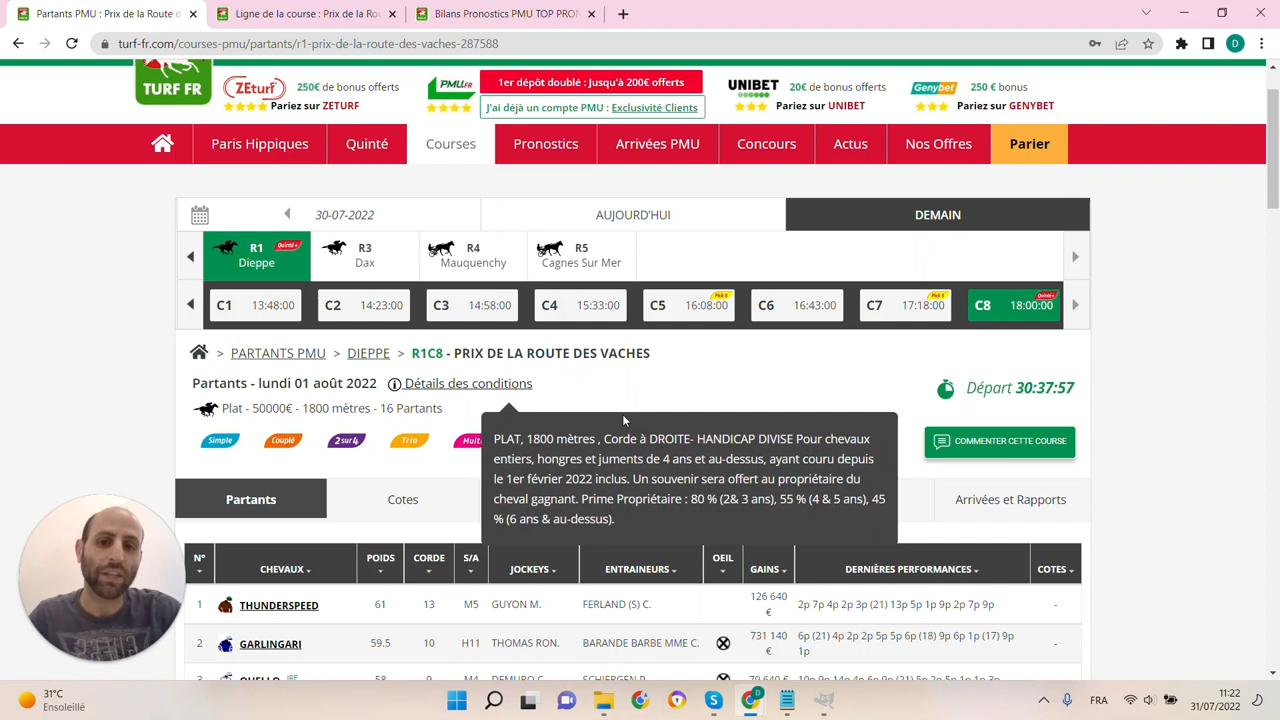 Partants PMU : Prix de la Route d
Ligne de la course : Prix de la Rou
Bilans Pronostics PMU TOP PRON
turf-fr.com/courses-pmu/partants/r1-prix-de-la-route-des-vaches-287588
D
TURF FR
ZEturf
250€ de bonus offerts
Pariez sur ZETURF
PMU.FR
1er dépôt doublé : Jusqu'à 200€ offerts
J'ai déjà un compte PMU : Exclusivité Clients
UNIBET
20€ de bonus offerts
Pariez sur UNIBET
Genybet
250 € bonus
Pariez sur GENYBET
Paris Hippiques
Quinté
Courses
Pronostics
Arrivées PMU
Concours
Actus
Nos Offres
Parier
30-07-2022
AUJOURD'HUI
DEMAIN
R1 Quinté+
Dieppe
R3
Dax
R4
Mauquenchy
R5
Cagnes Sur Mer
C1 13:48:00
C2 14:23:00
C3 14:58:00
C4 15:33:00
C5 16:08:00 Pick 5
C6 16:43:00
C7 17:18:00 Pick 5
C8 18:00:00 Quinté+
> PARTANTS PMU > DIEPPE > R1C8 - PRIX DE LA ROUTE DES VACHES
Partants - lundi 01 août 2022 Détails des conditions
Départ 30:37:57
Plat - 50000€ - 1800 mètres - 16 Partants
Simple
Couplé
2sur4
Trio
Mult
PLAT, 1800 mètres , Corde à DROITE- HANDICAP DIVISE Pour chevaux
entiers, hongres et juments de 4 ans et au-dessus, ayant couru depuis
le 1er février 2022 inclus. Un souvenir sera offert au propriétaire du
cheval gagnant. Prime Propriétaire : 80 % (2& 3 ans), 55 % (4 & 5 ans), 45
% (6 ans & au-dessus).
COMMENTER CETTE COURSE
Partants
Cotes
Arrivées et Rapports
N° CHEVAUX POIDS CORDE S/A JOCKEYS ENTRAINEURS OEIL GAINS DERNIÈRES PERFORMANCES COTES
1 THUNDERSPEED 61 13 M5 GUYON M. FERLAND (S) C. 126 640 € 2p 7p 4p 2p 3p (21) 13p 5p 1p 9p 2p 7p 9p -
2 GARLINGARI 59.5 10 H11 THOMAS RON. BARANDE BARBE MME C. 731 140 € 6p (21) 4p 2p 2p 5p 5p 6p (18) 9p 6p 1p (17) 9p 1p -
31°C
Ensoleillé
D
FRA
11:22
31/07/2022